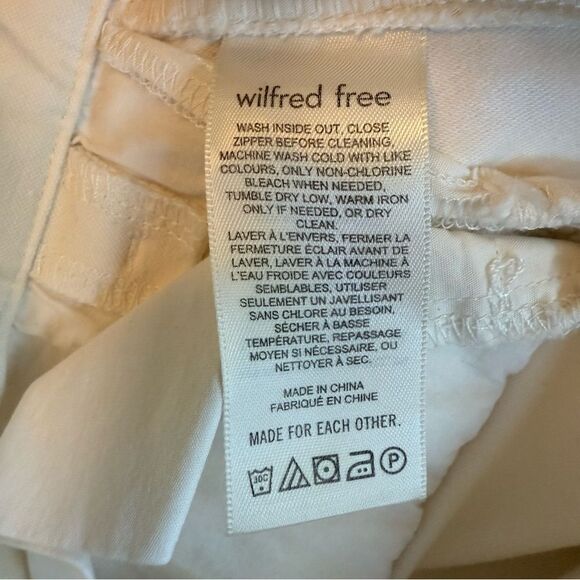 wilfred free
WASH INSIDE OUT, CLOSE
ZIPPER BEFORE CLEANING,
MACHINE WASH COLD WITH LIKE
COLOURS, ONLY NON-CHLORINE
BLEACH WHEN NEEDED,
TUMBLE DRY LOW, WARM IRON
ONLY IF NEEDED, OR DRY
CLEAN.
LAVER À L'ENVERS, FERMER LA
FERMETURE ÉCLAIR AVANT DE
LAVER, LAVER À LA MACHINE À
L'EAU FROIDE AVEC COULEURS
SEMBLABLES, UTILISER
SEULEMENT UN JAVELLISANT
SANS CHLORE AU BESOIN,
SÉCHER À BASSE
TEMPÉRATURE, REPASSAGE
MOYEN SI NÉCESSAIRE, OU
NETTOYER À SEC.
MADE IN CHINA
FABRIQUÉ EN CHINE
MADE FOR EACH OTHER.
30C P